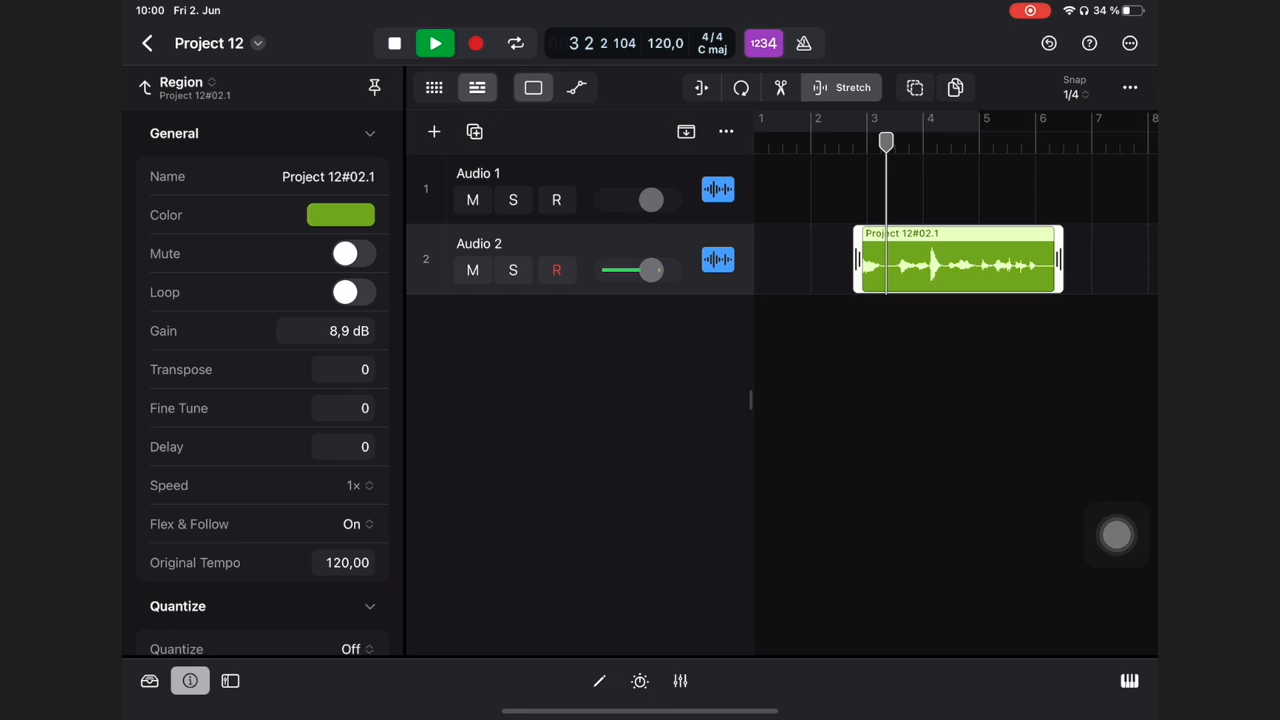 10:00 Fri 2. Jun 34 %
Project 12 32 2 104 120,0 4/4 1234
C maj
Region
Project 12#02.1
Stretch
Snap
1/4
General
1 2 3 4 5 6 7 8
Name Project 12#02.1
Color
Mute
Loop
Gain 8,9 dB
Transpose 0
Fine Tune 0
Delay 0
Speed 1×
Flex & Follow On
Original Tempo 120,00
Quantize
Quantize Off
1 Audio 1
M S R
2 Audio 2
M S R
Project 12#02.1